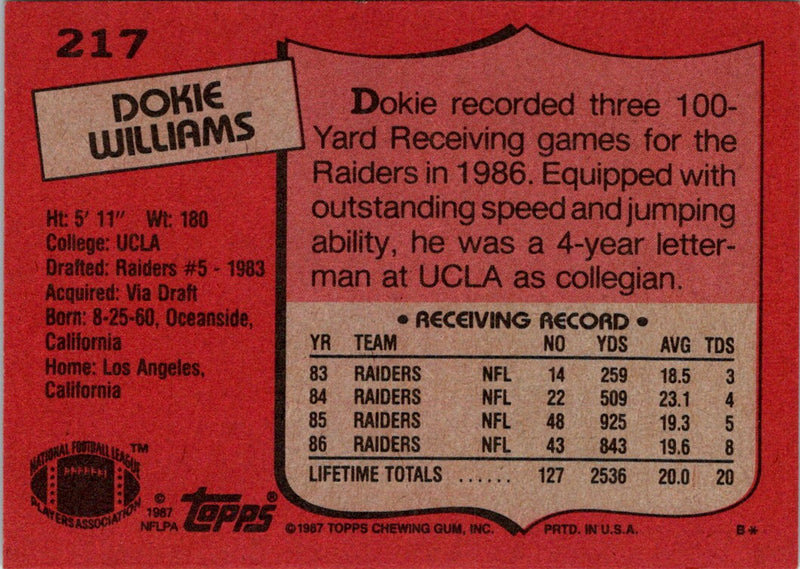 217
DOKIE
WILLIAMS
Ht: 5' 11" Wt: 180
College: UCLA
Drafted: Raiders #5 - 1983
Acquired: Via Draft
Born: 8-25-60, Oceanside,
California
Home: Los Angeles,
California
Dokie recorded three 100-
Yard Receiving games for the
Raiders in 1986. Equipped with
outstanding speed and jumping
ability, he was a 4-year letter-
man at UCLA as collegian.
• RECEIVING RECORD •
YR TEAM NO YDS AVG TDS
83 RAIDERS NFL 14 259 18.5 3
84 RAIDERS NFL 22 509 23.1 4
85 RAIDERS NFL 48 925 19.3 5
86 RAIDERS NFL 43 843 19.6 8
LIFETIME TOTALS ...... 127 2536 20.0 20
NATIONAL FOOTBALL LEAGUE ™
PLAYERS ASSOCIATION
©
1987
NFLPA
Topps®
©1987 TOPPS CHEWING GUM, INC. PRTD. IN U.S.A. B*